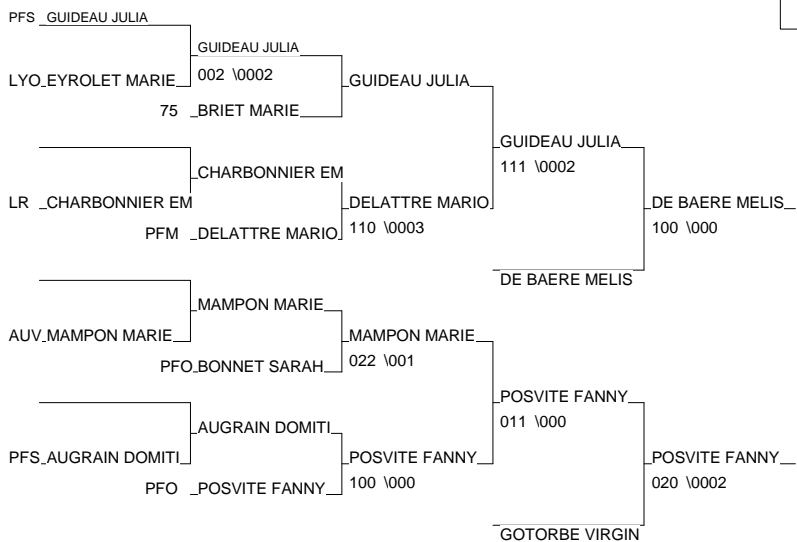 PFS GUIDEAU JULIA
GUIDEAU JULIA
LYO EYROLET MARIE
002 \0002
GUIDEAU JULIA
75 BRIET MARIE
GUIDEAU JULIA
111 \0002
CHARBONNIER EM
LR CHARBONNIER EM
DELATTRE MARIO
110 \0003
PFM DELATTRE MARIO
DE BAERE MELIS
100 \000
DE BAERE MELIS
MAMPON MARIE
AUV MAMPON MARIE
MAMPON MARIE
022 \001
PFO BONNET SARAH
POSVITE FANNY
011 \000
AUGRAIN DOMITI
PFS AUGRAIN DOMITI
POSVITE FANNY
100 \000
PFO POSVITE FANNY
POSVITE FANNY
020 \0002
GOTORBE VIRGIN